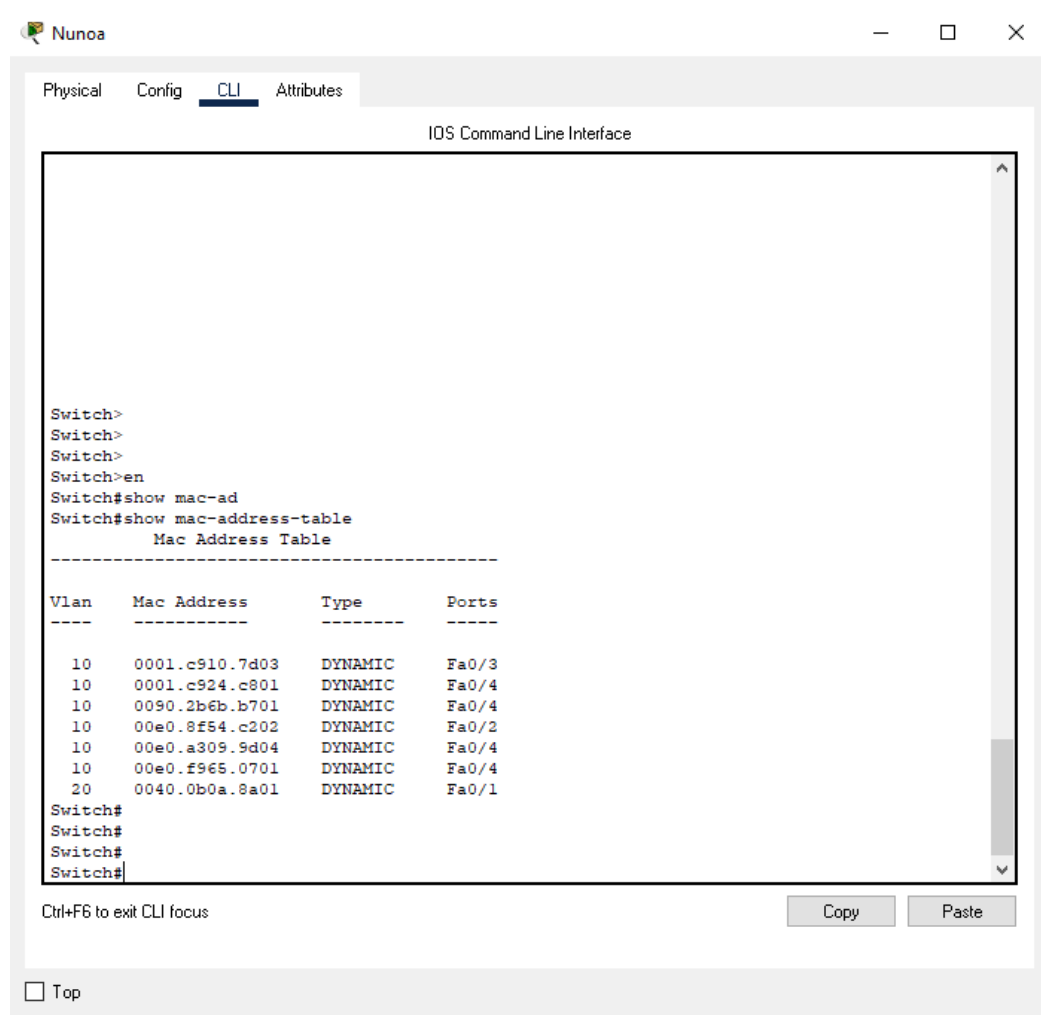 Nunoa
Physical Config CLI Attributes
IOS Command Line Interface
Switch>
Switch>
Switch>
Switch>en
Switch#show mac-ad
Switch#show mac-address-table
Mac Address Table
-------------------------------------------
Vlan Mac Address Type Ports
---- ----------- -------- -----
10 0001.c910.7d03 DYNAMIC Fa0/3
10 0001.c924.c801 DYNAMIC Fa0/4
10 0090.2b6b.b701 DYNAMIC Fa0/4
10 00e0.8f54.c202 DYNAMIC Fa0/2
10 00e0.a309.9d04 DYNAMIC Fa0/4
10 00e0.f965.0701 DYNAMIC Fa0/4
20 0040.0b0a.8a01 DYNAMIC Fa0/1
Switch#
Switch#
Switch#
Switch#
Ctrl+F6 to exit CLI focus Copy Paste
Top